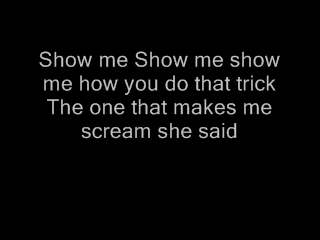 Show me Show me show
me how you do that trick
The one that makes me
scream she said